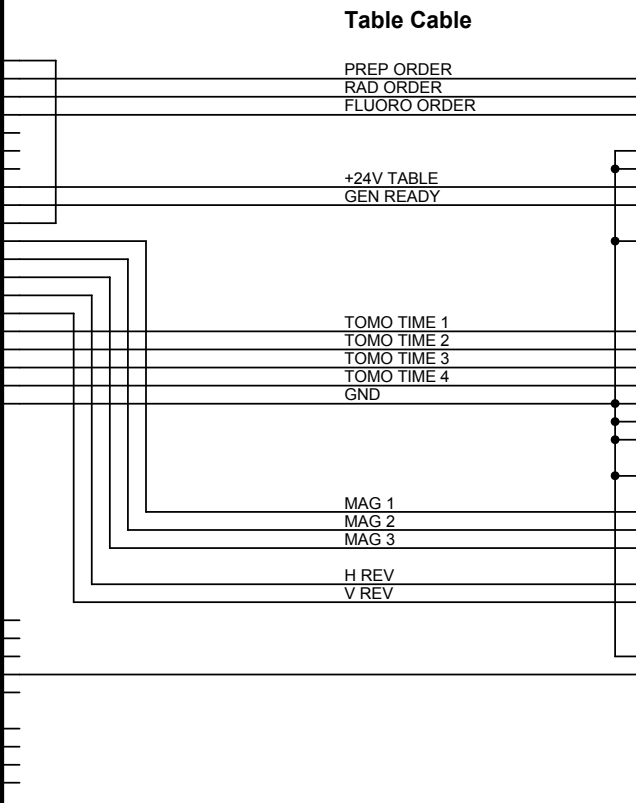 Table Cable
PREP ORDER
RAD ORDER
FLUORO ORDER
+24V TABLE
GEN READY
TOMO TIME 1
TOMO TIME 2
TOMO TIME 3
TOMO TIME 4
GND
MAG 1
MAG 2
MAG 3
H REV
V REV